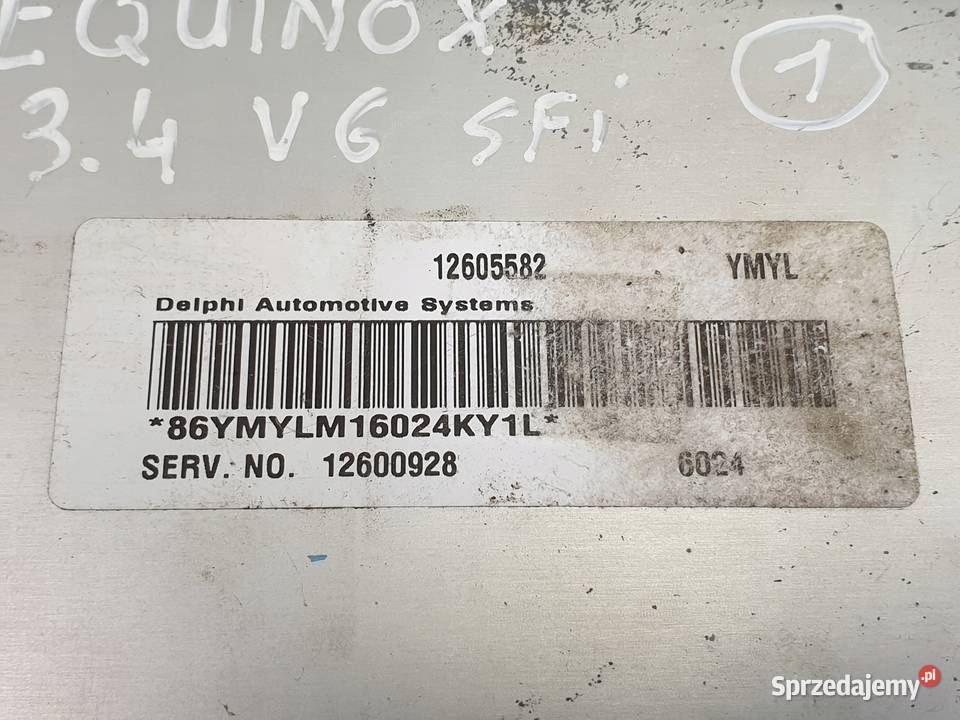 EQUINOX
1
3.4 V6 SFi
12605582 YMYL
Delphi Automotive Systems
*86YMYLM16024KY1L*
SERV. NO. 12600928 6024
Sprzedajemy.pl